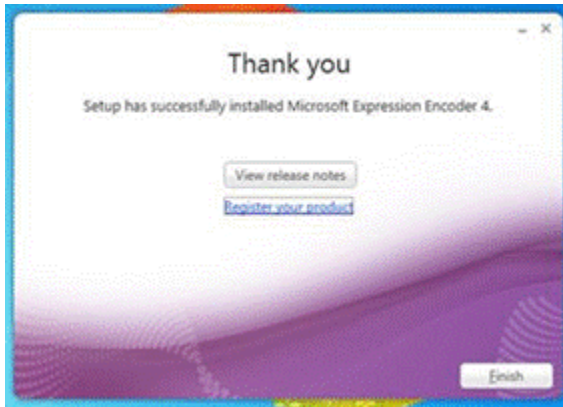 Thank you
Setup has successfully installed Microsoft Expression Encoder 4.
View release notes
Register your product
Finish